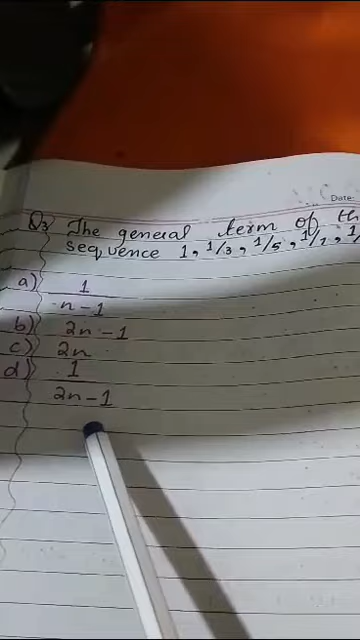 Date:
Q3 The general term of th
sequence 1, 1/3, 1/5, 1/7, 1/
a) 1
n-1
b) 2n-1
c) 2n
d) 1
2n-1